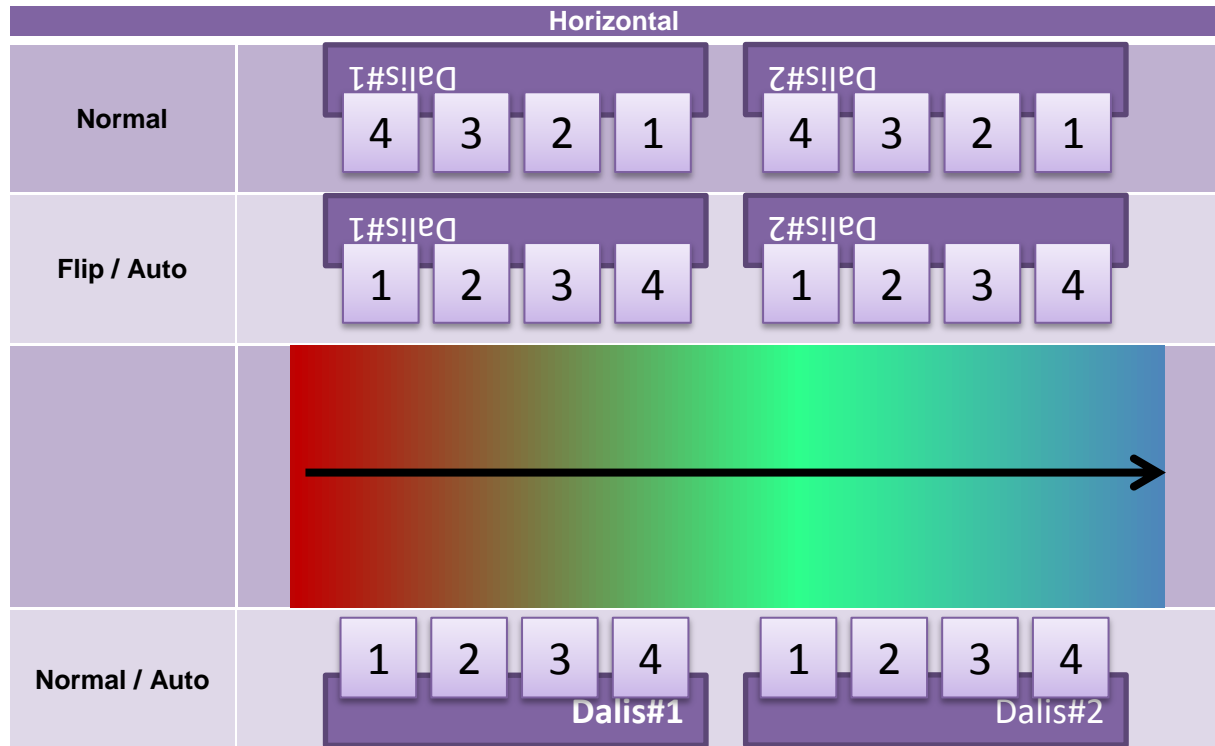 Horizontal
Normal
Dalis#1
Dalis#2
4 3 2 1
4 3 2 1
Flip / Auto
Dalis#1
Dalis#2
1 2 3 4
1 2 3 4
Normal / Auto
1 2 3 4
1 2 3 4
Dalis#1
Dalis#2